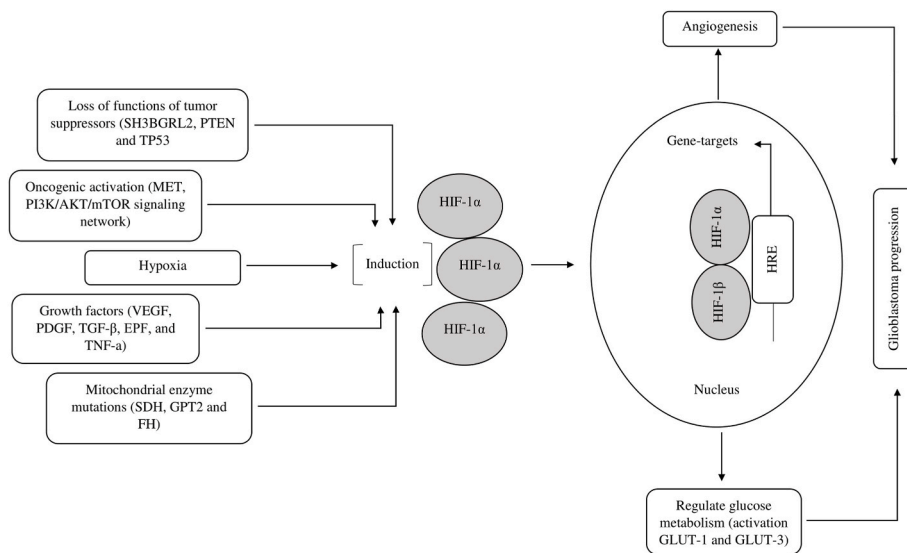 Loss of functions of tumor
suppressors (SH3BGRL2, PTEN
and TP53
Oncogenic activation (MET,
PI3K/AKT/mTOR signaling
network)
Hypoxia
Growth factors (VEGF,
PDGF, TGF-β, EPF, and
TNF-a)
Mitochondrial enzyme
mutations (SDH, GPT2 and
FH)
Induction
HIF-1α
HIF-1α
HIF-1α
Angiogenesis
Gene-targets
HIF-1α
HIF-1β
HRE
Nucleus
Regulate glucose
metabolism (activation
GLUT-1 and GLUT-3)
Glioblastoma progression